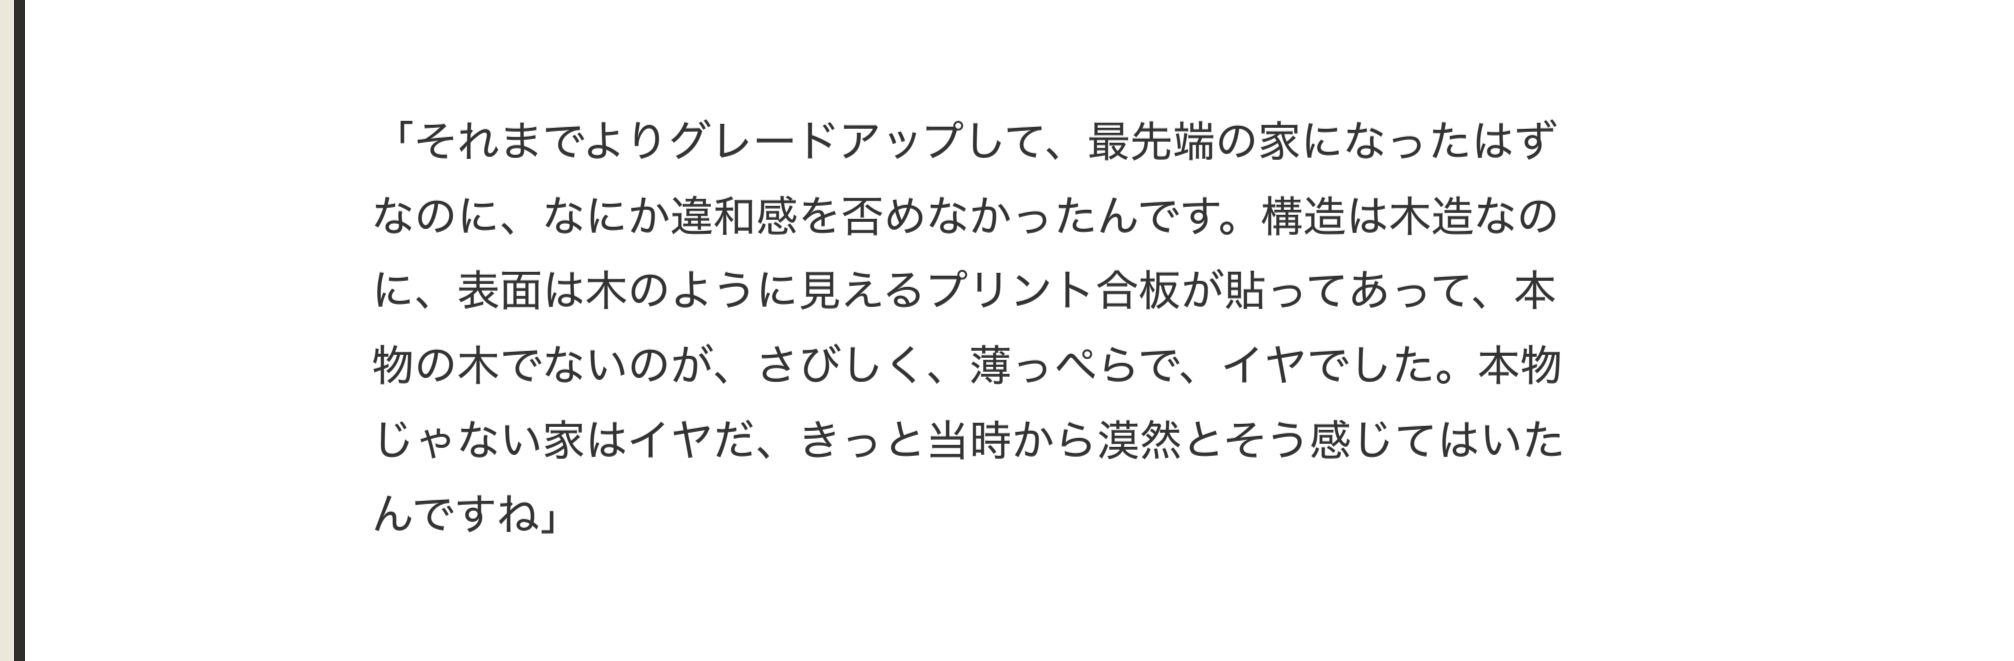 「それまでよりグレードアップして、最先端の家になったはず
なのに、なにか違和感を否めなかったんです。構造は木造なの
に、表面は木のように見えるプリント合板が貼ってあって、本
物の木でないのが、さびしく、薄っぺらで、イヤでした。本物
じゃない家はイヤだ、きっと当時から漠然とそう感じてはいた
んですね」